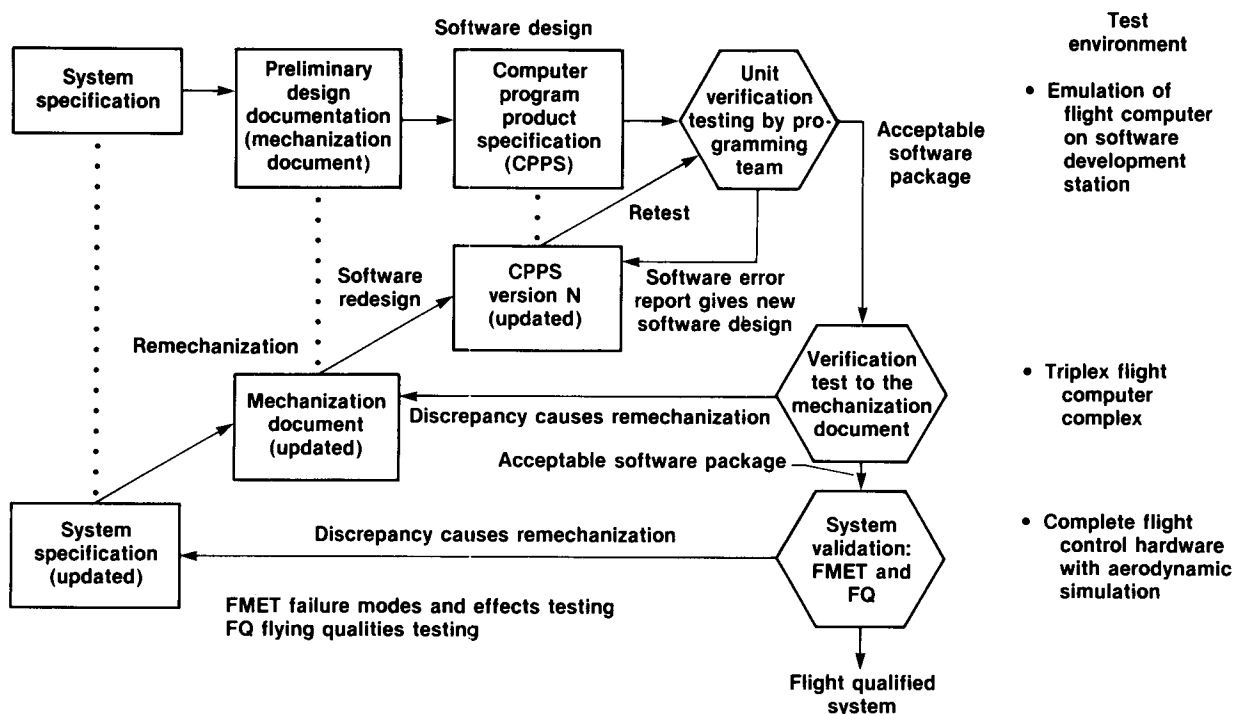 Software design
Test
environment
System
specification
Preliminary
design
documentation
(mechanization
document)
Computer
program
product
specification
(CPPS)
Unit
verification
testing by pro-
gramming
team
Acceptable
software
package
• Emulation of
flight computer
on software
development
station
Retest
Software
redesign
CPPS
version N
(updated)
Software error
report gives new
software design
Remechanization
Mechanization
document
(updated)
Discrepancy causes remechanization
Verification
test to the
mechanization
document
• Triplex flight
computer
complex
Acceptable software package
System
specification
(updated)
Discrepancy causes remechanization
System
validation:
FMET and
FQ
• Complete flight
control hardware
with aerodynamic
simulation
FMET failure modes and effects testing
FQ flying qualities testing
Flight qualified
system